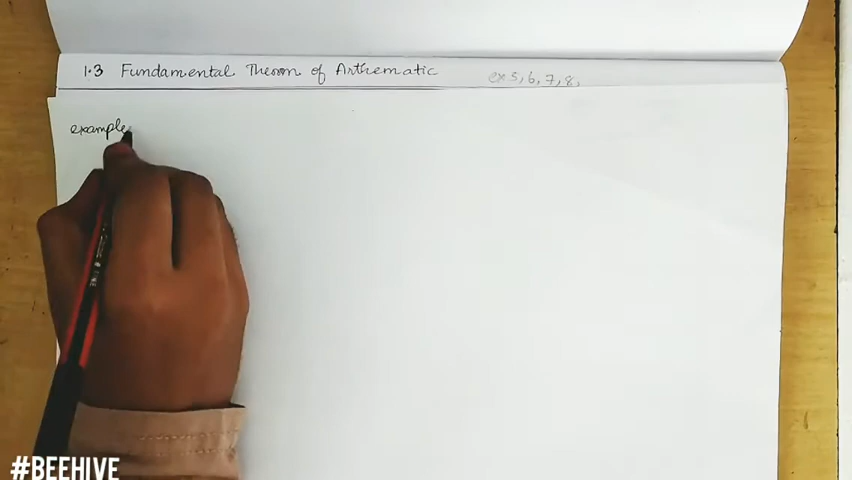 1.3 Fundamental Theorm of Arthematic ex 5, 6, 7, 8,
example
#BEEHIVE